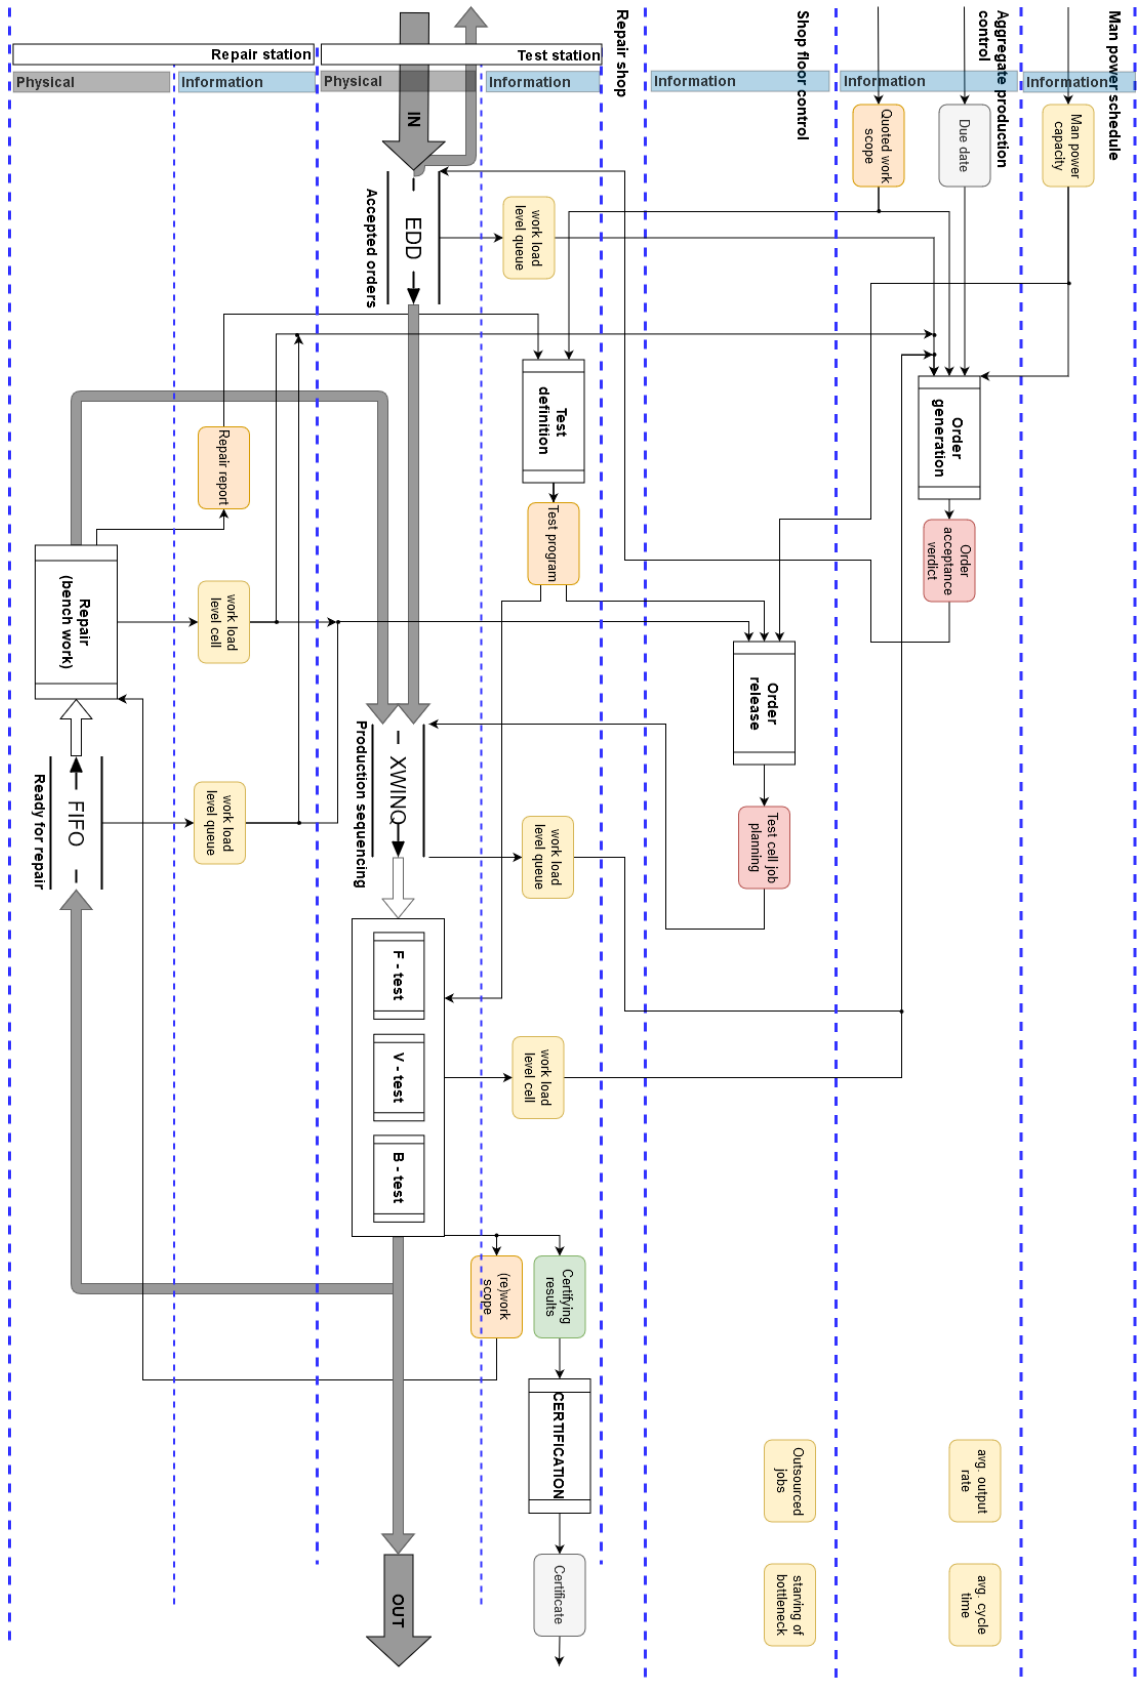 Man power schedule
Aggregate production
control
Shop floor control
Repair shop
Test station
Repair station
Information
Information
Information
Information
Physical
Information
Physical
Man power
capacity
Due date
Quoted work
scope
IN
EDD
Accepted orders
work load
level queue
Test
definition
Order
generation
Repair report
Test program
Order
acceptance
verdict
Repair
(bench work)
work load
level cell
Order
release
XWINQ
Production sequencing
FIFO
Ready for repair
work load
level queue
work load
level queue
Test cell job
planning
F - test
V - test
B - test
work load
level cell
(re)work
scope
Certifying
results
CERTIFICATION
Certificate
OUT
Outsourced
jobs
avg. output
rate
starving of
bottleneck
avg. cycle
time